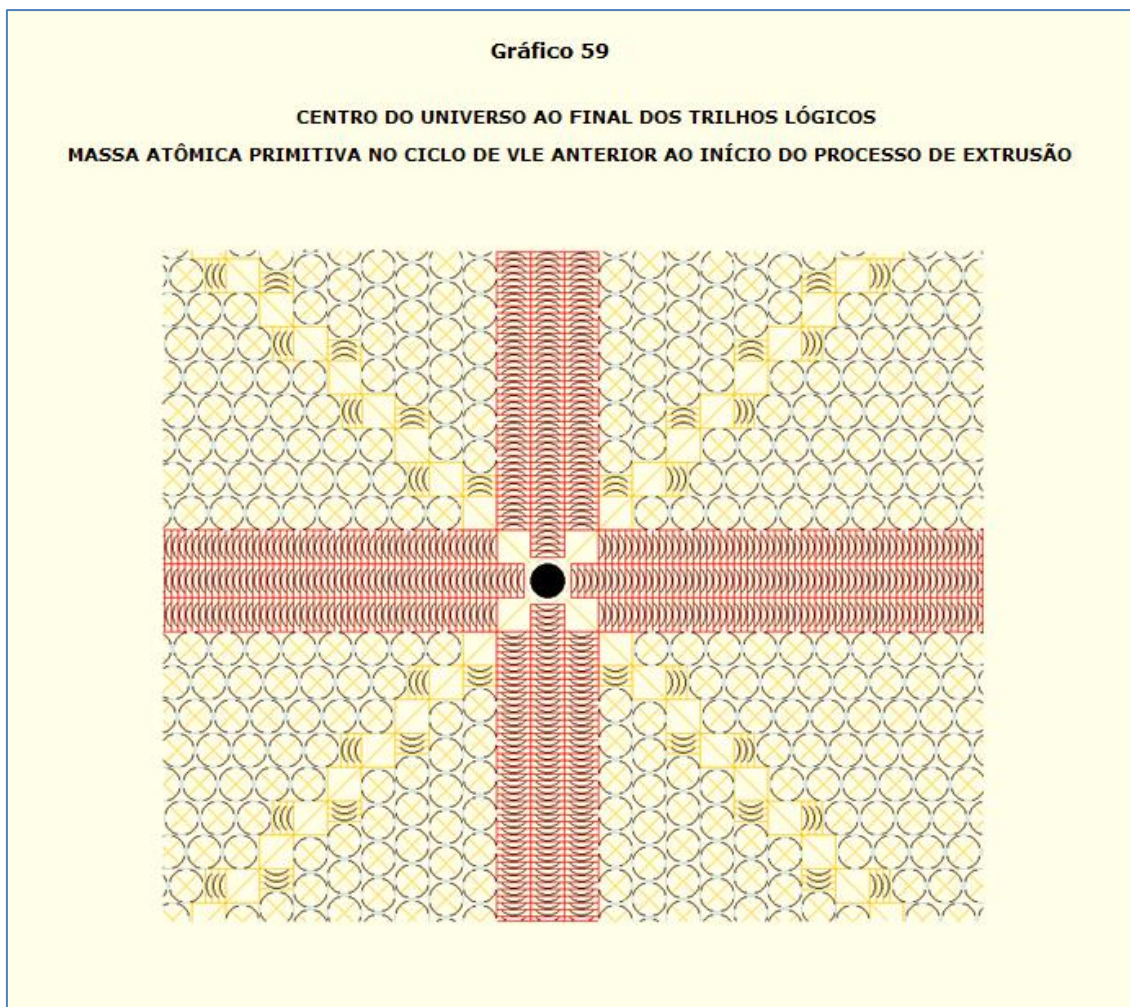 Gráfico 59
CENTRO DO UNIVERSO AO FINAL DOS TRILHOS LÓGICOS
MASSA ATÔMICA PRIMITIVA NO CICLO DE VLE ANTERIOR AO INÍCIO DO PROCESSO DE EXTRUSÃO